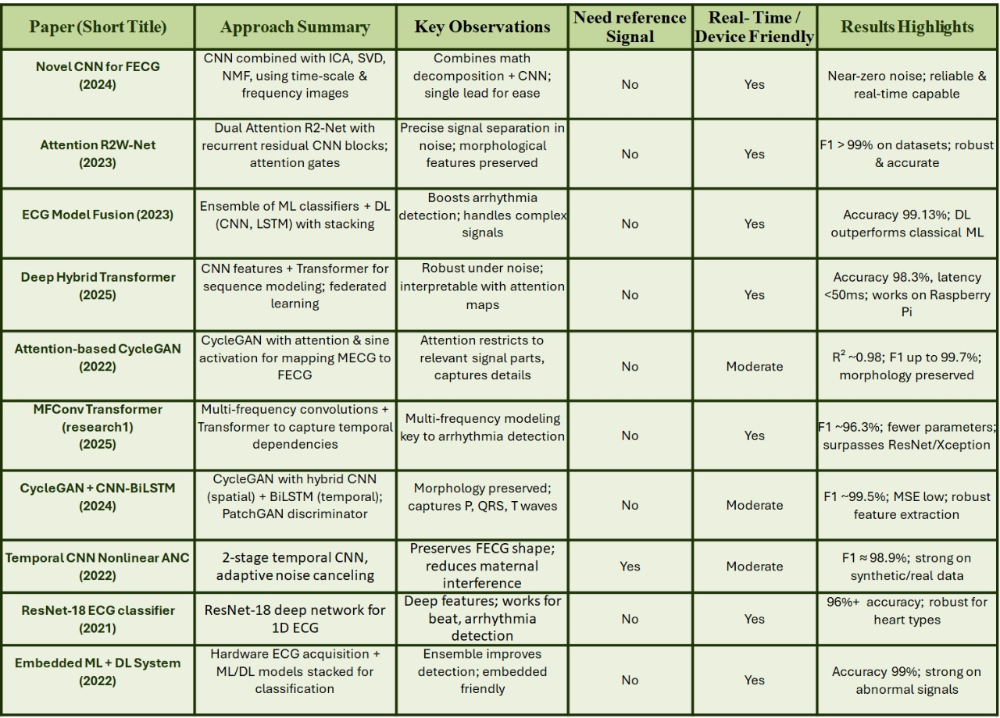 Paper (Short Title)
Approach Summary
Key Observations
Need reference
Signal
Real- Time /
Device Friendly
Results Highlights
Novel CNN for FECG
(2024)
CNN combined with ICA, SVD,
NMF, using time-scale &
frequency images
Combines math
decomposition + CNN;
single lead for ease
No
Yes
Near-zero noise; reliable &
real-time capable
Attention R2W-Net
(2023)
Dual Attention R2-Net with
recurrent residual CNN blocks;
attention gates
Precise signal separation in
noise; morphological
features preserved
No
Yes
F1 > 99% on datasets; robust
& accurate
ECG Model Fusion (2023)
Ensemble of ML classifiers + DL
(CNN, LSTM) with stacking
Boosts arrhythmia
detection; handles complex
signals
No
Yes
Accuracy 99.13%; DL
outperforms classical ML
Deep Hybrid Transformer
(2025)
CNN features + Transformer for
sequence modeling; federated
learning
Robust under noise;
interpretable with attention
maps
No
Yes
Accuracy 98.3%, latency
<50ms; works on Raspberry
Pi
Attention-based CycleGAN
(2022)
CycleGAN with attention & sine
activation for mapping MECG to
FECG
Attention restricts to
relevant signal parts,
captures details
No
Moderate
R² ~0.98; F1 up to 99.7%;
morphology preserved
MFConv Transformer
(research1)
(2025)
Multi-frequency convolutions +
Transformer to capture temporal
dependencies
Multi-frequency modeling
key to arrhythmia detection
No
Yes
F1 ~96.3%; fewer parameters;
surpasses ResNet/Xception
CycleGAN + CNN-BiLSTM
(2024)
CycleGAN with hybrid CNN
(spatial) + BiLSTM (temporal);
PatchGAN discriminator
Morphology preserved;
captures P, QRS, T waves
No
Moderate
F1 ~99.5%; MSE low; robust
feature extraction
Temporal CNN Nonlinear ANC
(2022)
2-stage temporal CNN,
adaptive noise canceling
Preserves FECG shape;
reduces maternal
interference
Yes
Moderate
F1 ≈ 98.9%; strong on
synthetic/real data
ResNet-18 ECG classifier
(2021)
ResNet-18 deep network for
1D ECG
Deep features; works for
beat, arrhythmia
detection
No
Yes
96%+ accuracy; robust for
heart types
Embedded ML + DL System
(2022)
Hardware ECG acquisition +
ML/DL models stacked for
classification
Ensemble improves
detection; embedded
friendly
No
Yes
Accuracy 99%; strong on
abnormal signals